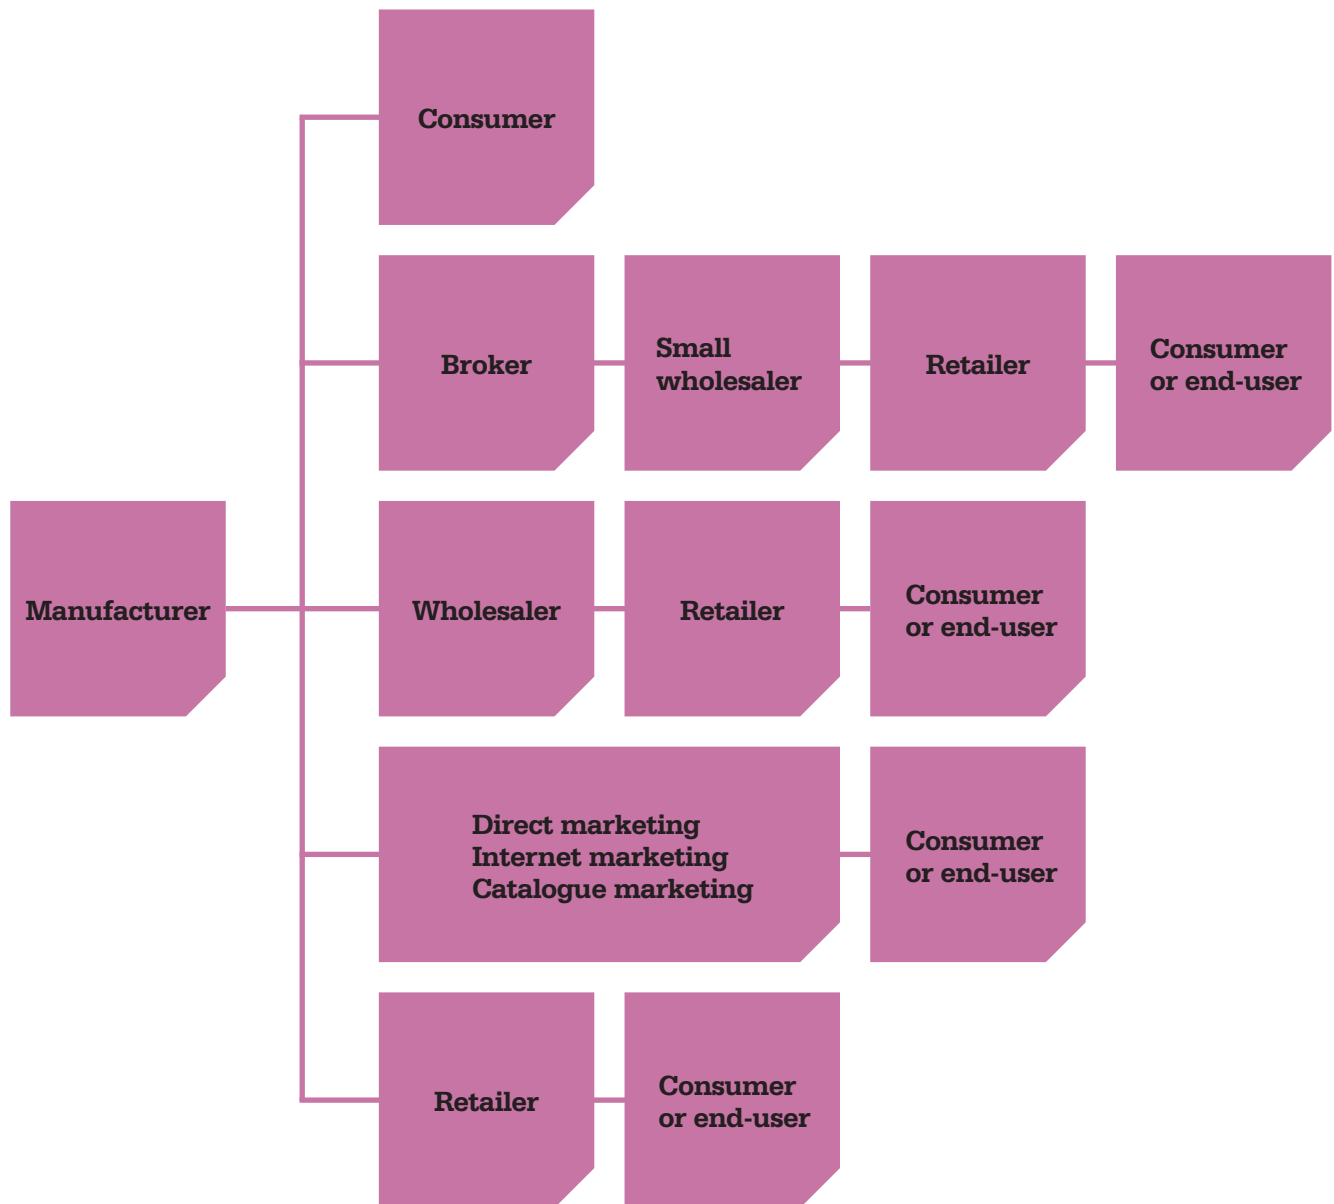 Consumer
Broker
Small
wholesaler
Retailer
Consumer
or end-user
Manufacturer
Wholesaler
Retailer
Consumer
or end-user
Direct marketing
Internet marketing
Catalogue marketing
Consumer
or end-user
Retailer
Consumer
or end-user